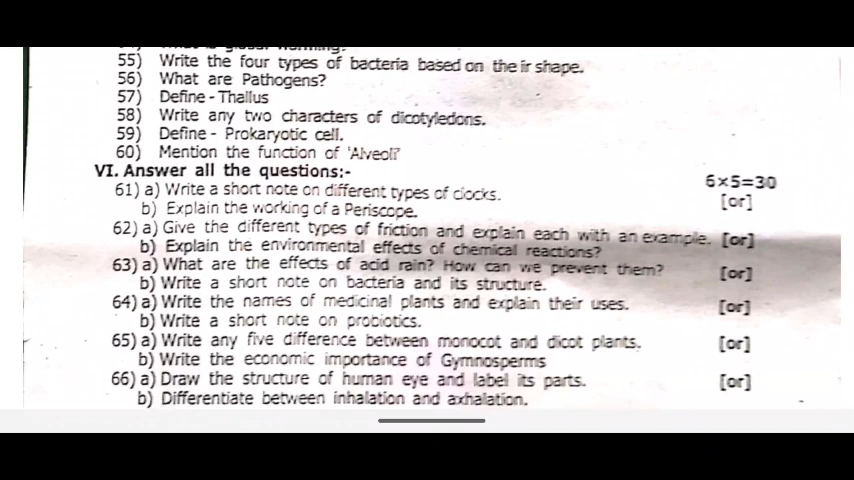 55) Write the four types of bacteria based on the ir shape.
56) What are Pathogens?
57) Define - Thallus
58) Write any two characters of dicotyledons.
59) Define - Prokaryotic cell.
60) Mention the function of 'Alveoli'
VI. Answer all the questions:- 6×5=30
61) a) Write a short note on different types of clocks. [or]
b) Explain the working of a Periscope.
62) a) Give the different types of friction and explain each with an example. [or]
b) Explain the environmental effects of chemical reactions?
63) a) What are the effects of acid rain? How can we prevent them? [or]
b) Write a short note on bacteria and its structure.
64) a) Write the names of medicinal plants and explain their uses. [or]
b) Write a short note on probiotics.
65) a) Write any five difference between monocot and dicot plants. [or]
b) Write the economic importance of Gymnosperms
66) a) Draw the structure of human eye and label its parts. [or]
b) Differentiate between inhalation and axhalation.